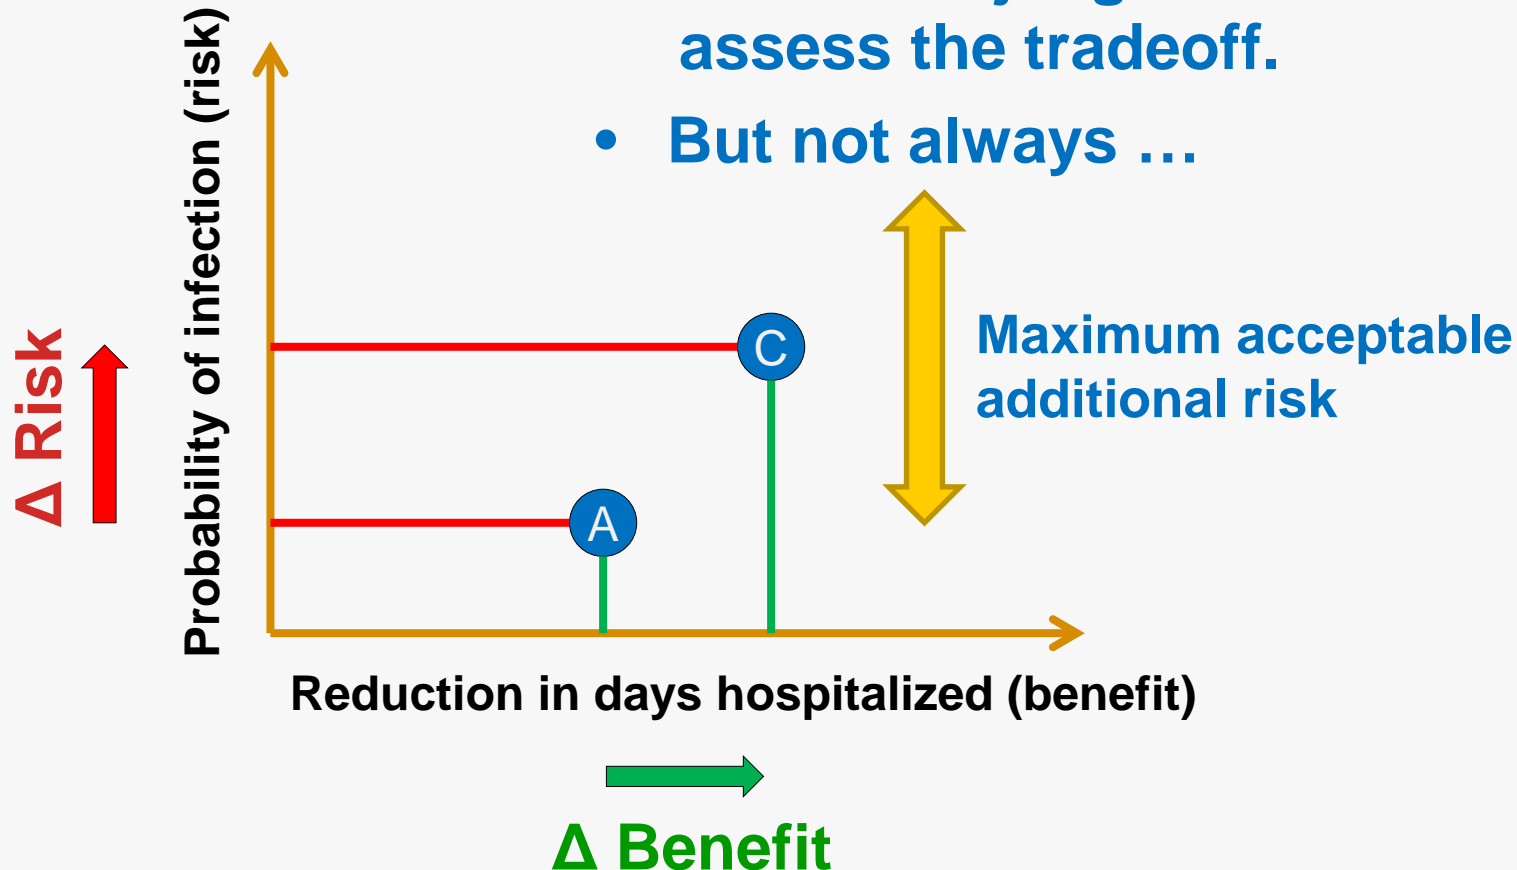 assess the tradeoff.
• But not always …
Probability of infection (risk)
Δ Risk
C
Maximum acceptable
additional risk
A
Reduction in days hospitalized (benefit)
Δ Benefit